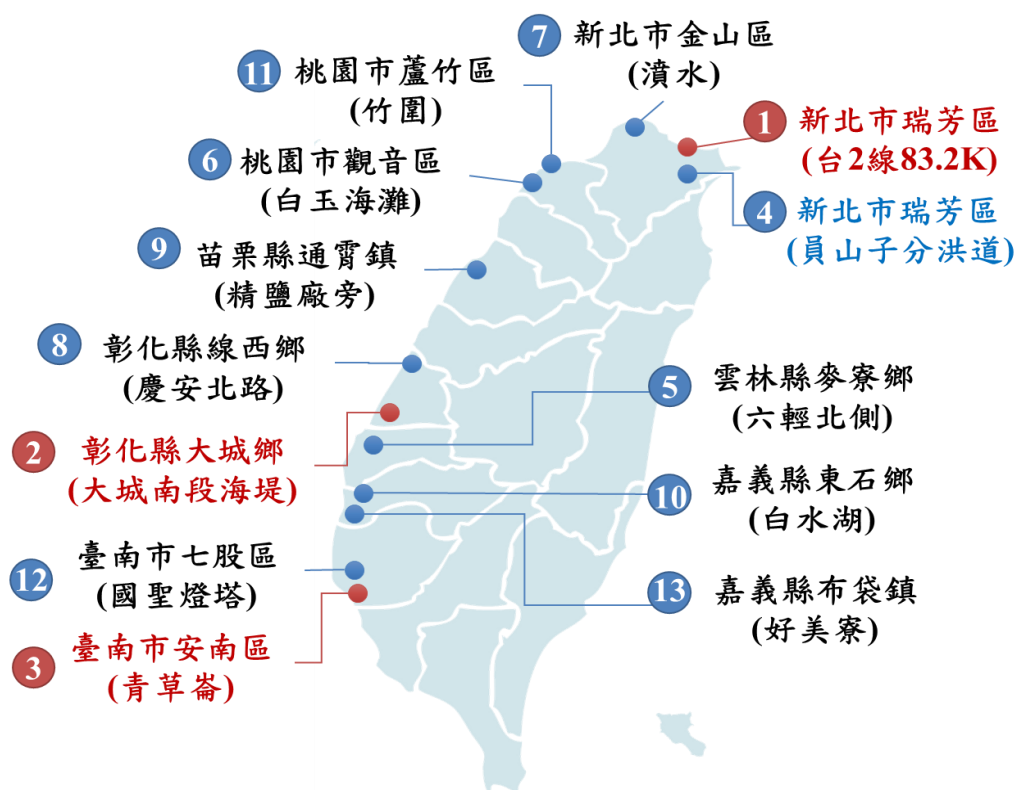 7 新北市金山區
(濆水)
11 桃園市蘆竹區
(竹圍)
1 新北市瑞芳區
(台2線83.2K)
6 桃園市觀音區
(白玉海灘)
4 新北市瑞芳區
(員山子分洪道)
9 苗栗縣通霄鎮
(精鹽廠旁)
8 彰化縣線西鄉
(慶安北路)
5 雲林縣麥寮鄉
(六輕北側)
2 彰化縣大城鄉
(大城南段海堤)
10 嘉義縣東石鄉
(白水湖)
12 臺南市七股區
(國聖燈塔)
13 嘉義縣布袋鎮
(好美寮)
3 臺南市安南區
(青草崙)